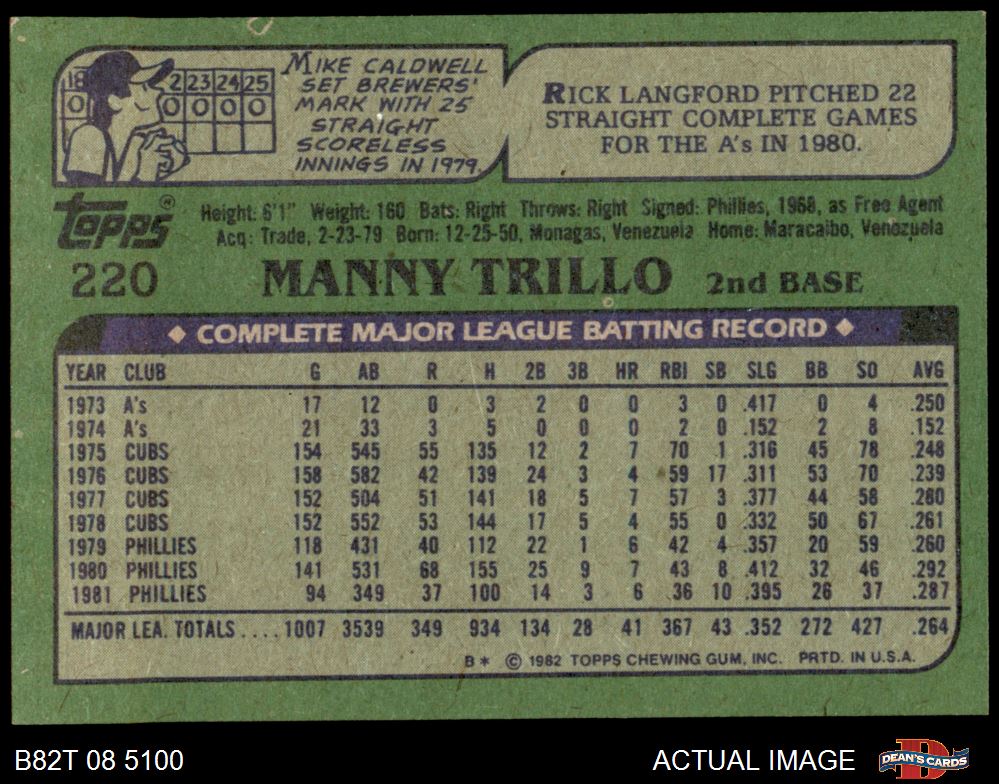 18 2 23 24 25
0 0 0 0 0
MIKE CALDWELL
SET BREWERS'
MARK WITH 25
STRAIGHT
SCORELESS
INNINGS IN 1979.
RICK LANGFORD PITCHED 22
STRAIGHT COMPLETE GAMES
FOR THE A's IN 1980.
Topps®
Height: 6'1" Weight: 160 Bats: Right Throws: Right Signed: Phillies, 1968, as Free Agent
Acq: Trade, 2-23-79 Born: 12-25-50, Monagas, Venezuela Home: Maracaibo, Venezuela
220 MANNY TRILLO 2nd BASE
◆ COMPLETE MAJOR LEAGUE BATTING RECORD ◆
YEAR CLUB G AB R H 2B 3B HR RBI SB SLG BB SO AVG
1973 A's 17 12 0 3 2 0 0 3 0 .417 0 4 .250
1974 A's 21 33 3 5 0 0 0 2 0 .152 2 8 .152
1975 CUBS 154 545 55 135 12 2 7 70 1 .316 45 78 .248
1976 CUBS 158 582 42 139 24 3 4 59 17 .311 53 70 .239
1977 CUBS 152 504 51 141 18 5 7 57 3 .377 44 58 .280
1978 CUBS 152 552 53 144 17 5 4 55 0 .332 50 67 .261
1979 PHILLIES 118 431 40 112 22 1 6 42 4 .357 20 59 .260
1980 PHILLIES 141 531 68 155 25 9 7 43 8 .412 32 46 .292
1981 PHILLIES 94 349 37 100 14 3 6 36 10 .395 26 37 .287
MAJOR LEA. TOTALS .... 1007 3539 349 934 134 28 41 367 43 .352 272 427 .264
B* © 1982 TOPPS CHEWING GUM, INC. PRTD. IN U.S.A.
B82T 08 5100 ACTUAL IMAGE DEAN'S CARDS